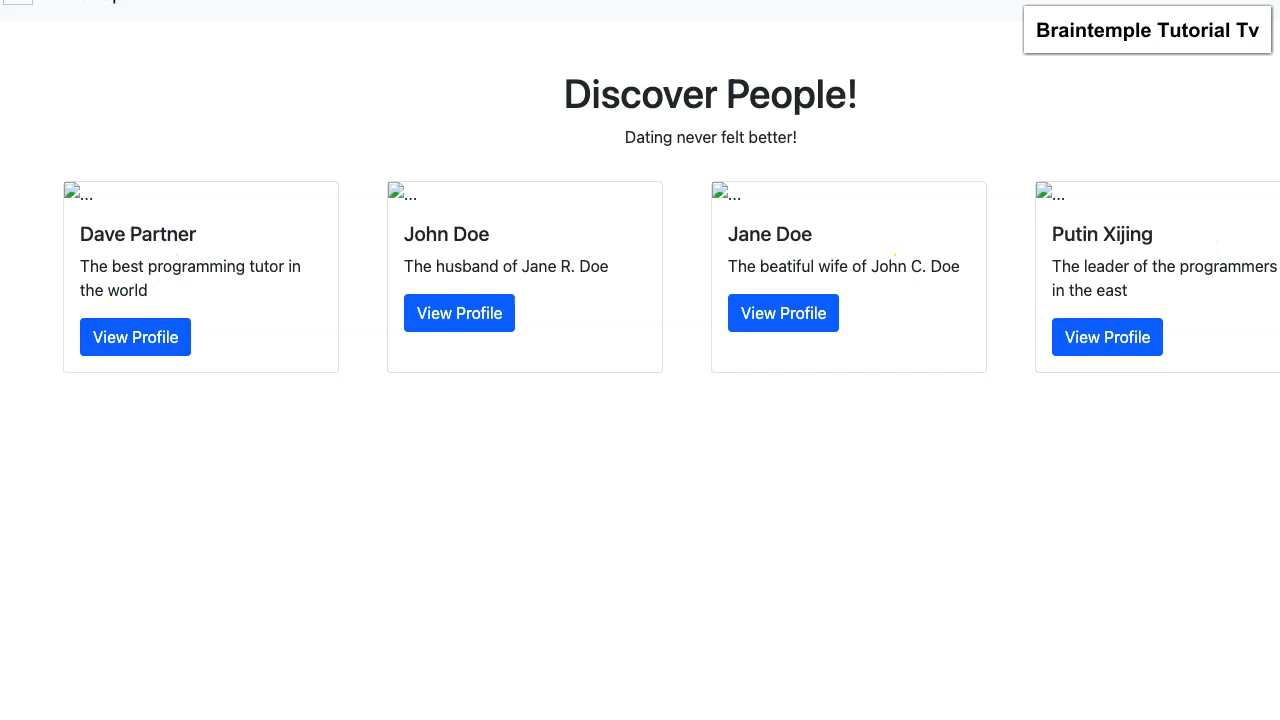 Braintemple Tutorial Tv
Discover People!
Dating never felt better!
...
Dave Partner
The best programming tutor in
the world
View Profile
...
John Doe
The husband of Jane R. Doe
View Profile
...
Jane Doe
The beatiful wife of John C. Doe
View Profile
...
Putin Xijing
The leader of the programmers
in the east
View Profile